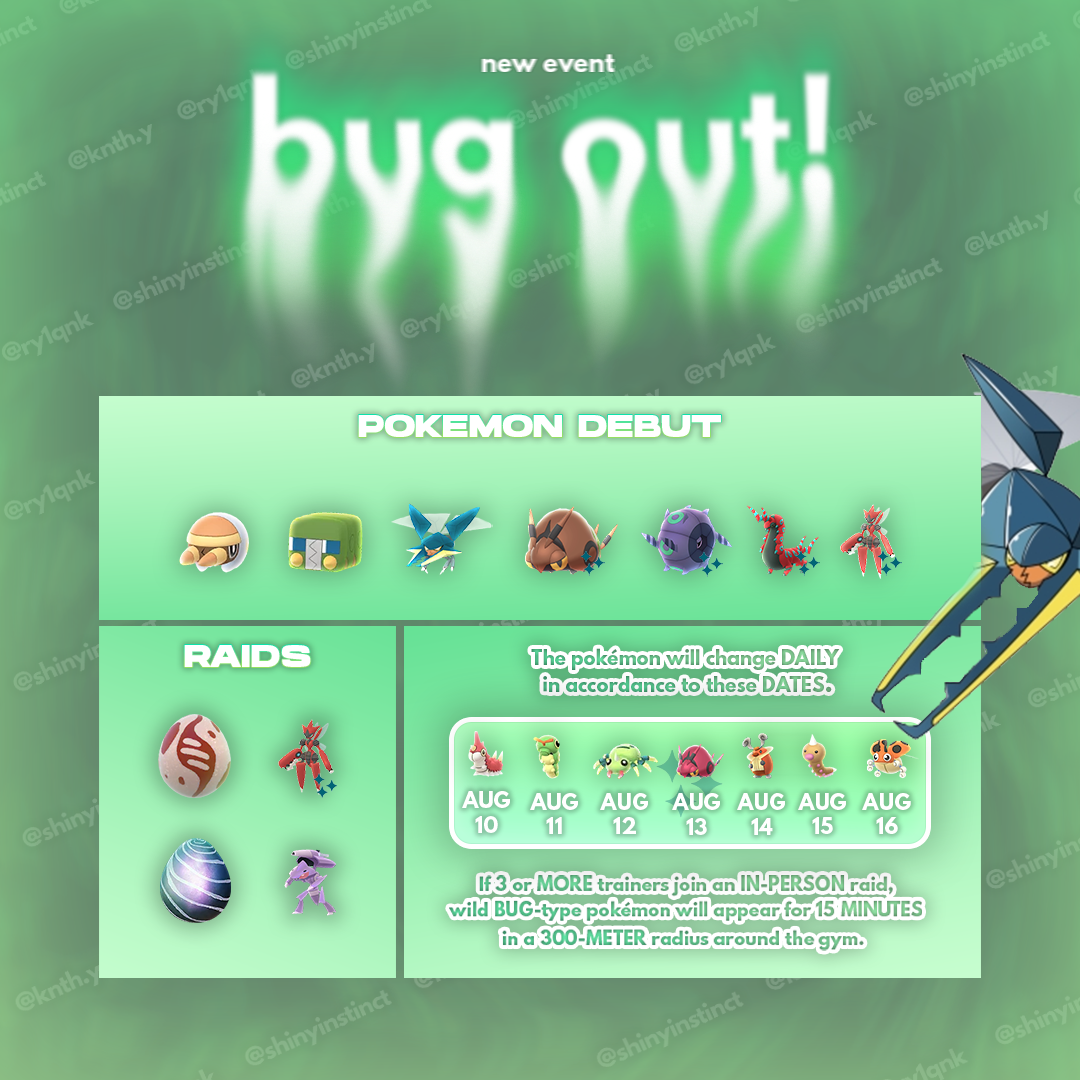 new event
bug out!
POKEMON DEBUT
RAIDS
The pokémon will change DAILY
in accordance to these DATES.
AUG 10
AUG 11
AUG 12
AUG 13
AUG 14
AUG 15
AUG 16
If 3 or MORE trainers join an IN-PERSON raid,
wild BUG-type pokémon will appear for 15 MINUTES
in a 300-METER radius around the gym.
@shinyinstinct
@knth.y
@ry1qnk